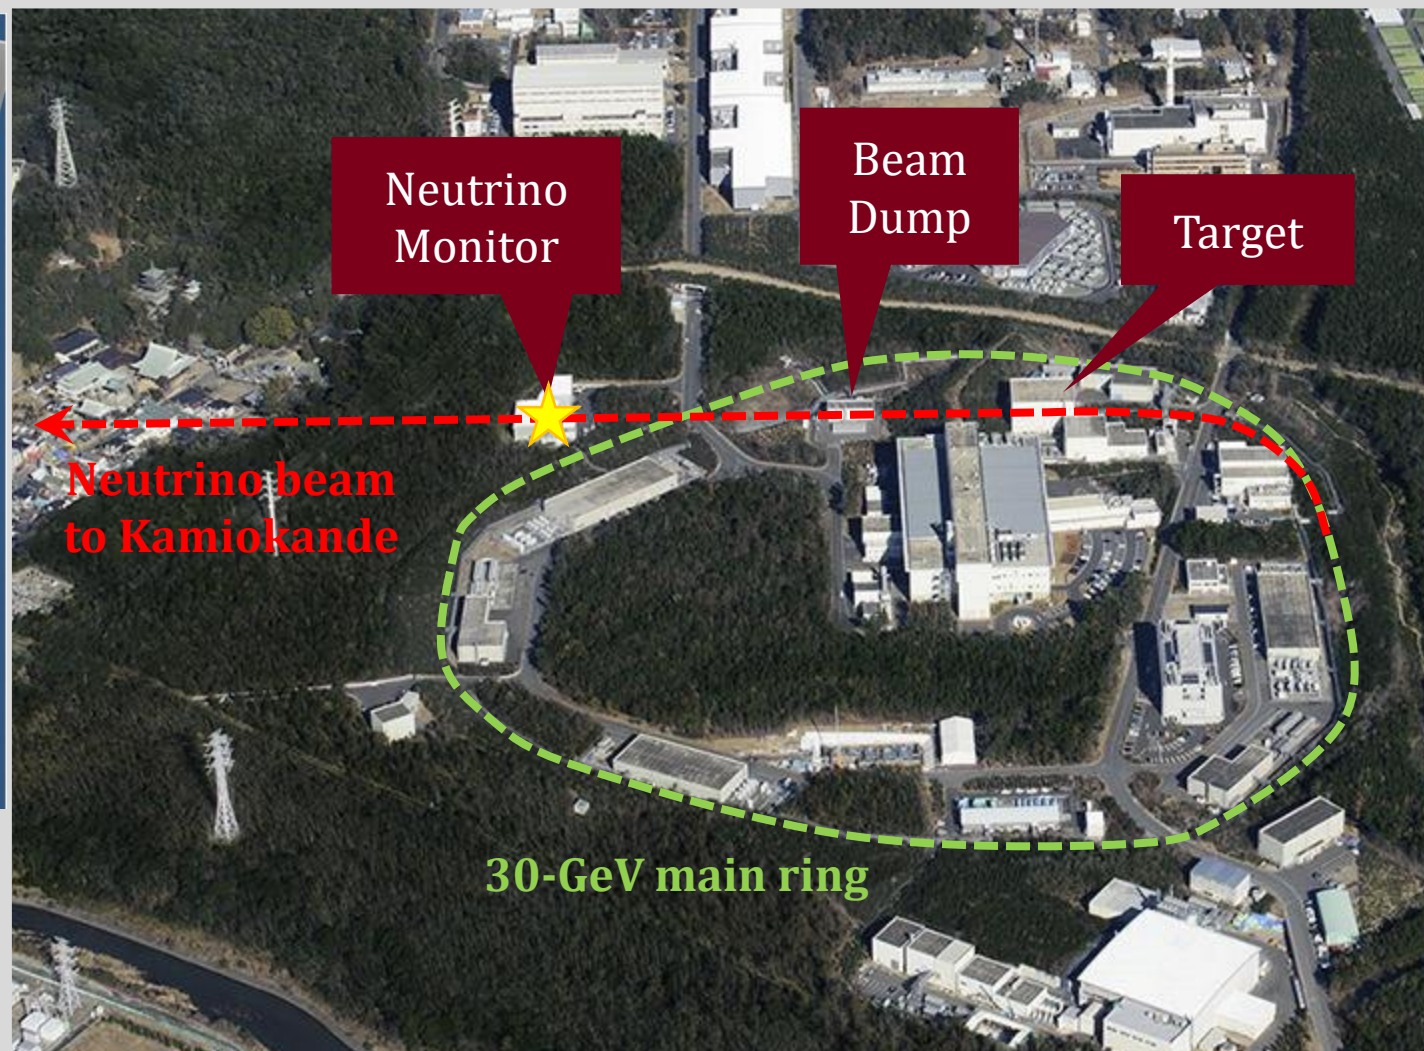 Neutrino
Monitor
Beam
Dump
Target
Neutrino beam
to Kamiokande
30-GeV main ring